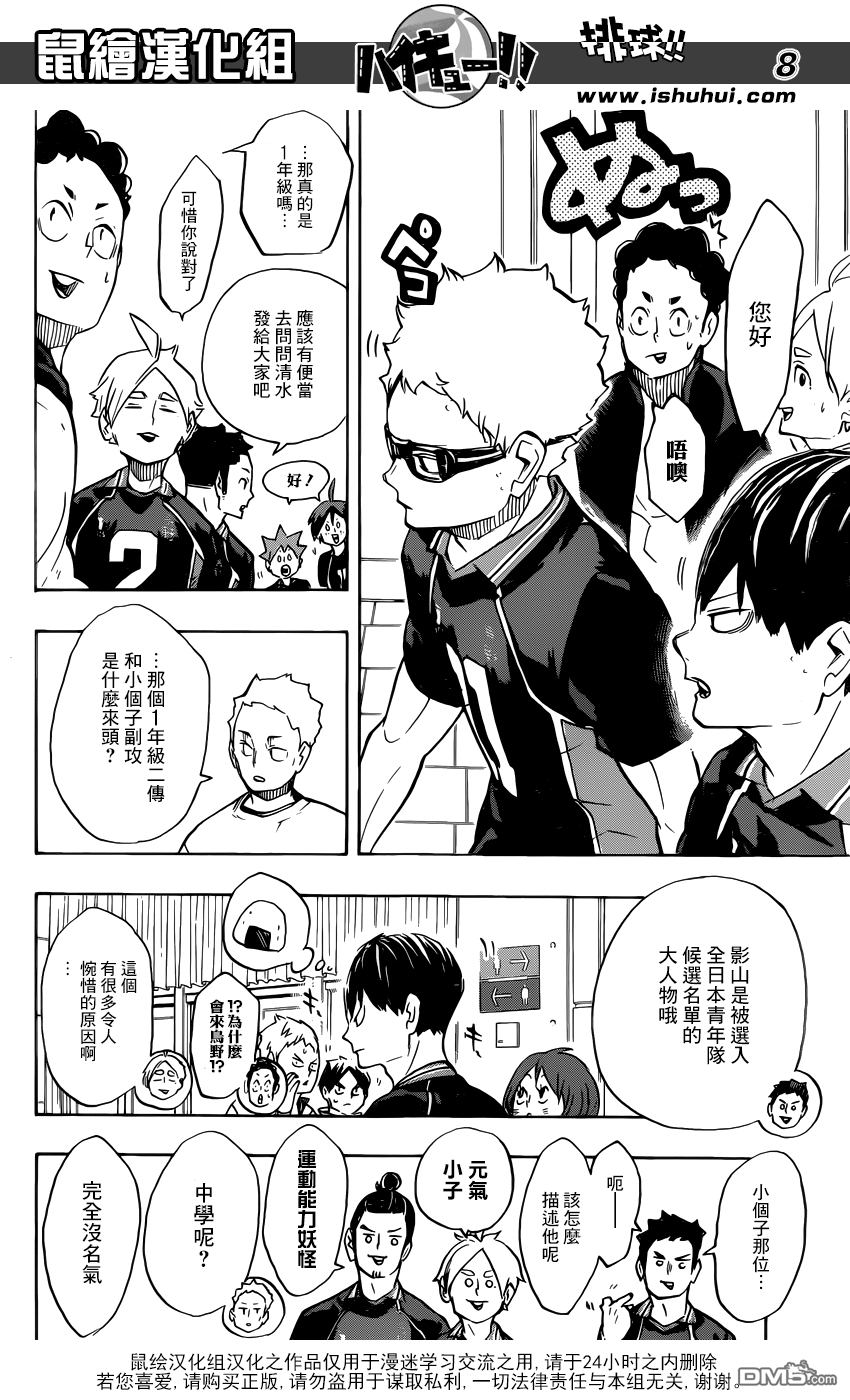 鼠繪漢化組
ハイキュー!!
排球!!
8
www.ishuhui.com
ぬょっ
ペコ
您好
唔噢
…那真的是
1年級嗎…
可惜你說對了
應該有便當
去問問清水
發給大家吧
好!
2
1
…那個1年級二傳
和小個子副攻
是什麼來頭?
影山是被選入
全日本青年隊
候選名單的
大人物哦
!?為什麼
會來烏野!?
這個
有很多令人
惋惜的原因啊
…
小個子那位…
呃——
該怎麼
描述他呢
元氣
小子
運動能力妖怪
中學呢?
完全沒名氣
鼠绘汉化组汉化之作品仅用于漫迷学习交流之用,请于24小时之内删除
若您喜爱,请购买正版,请勿盗用于谋取私利,一切法律责任与本组无关,谢谢。
DM5.com